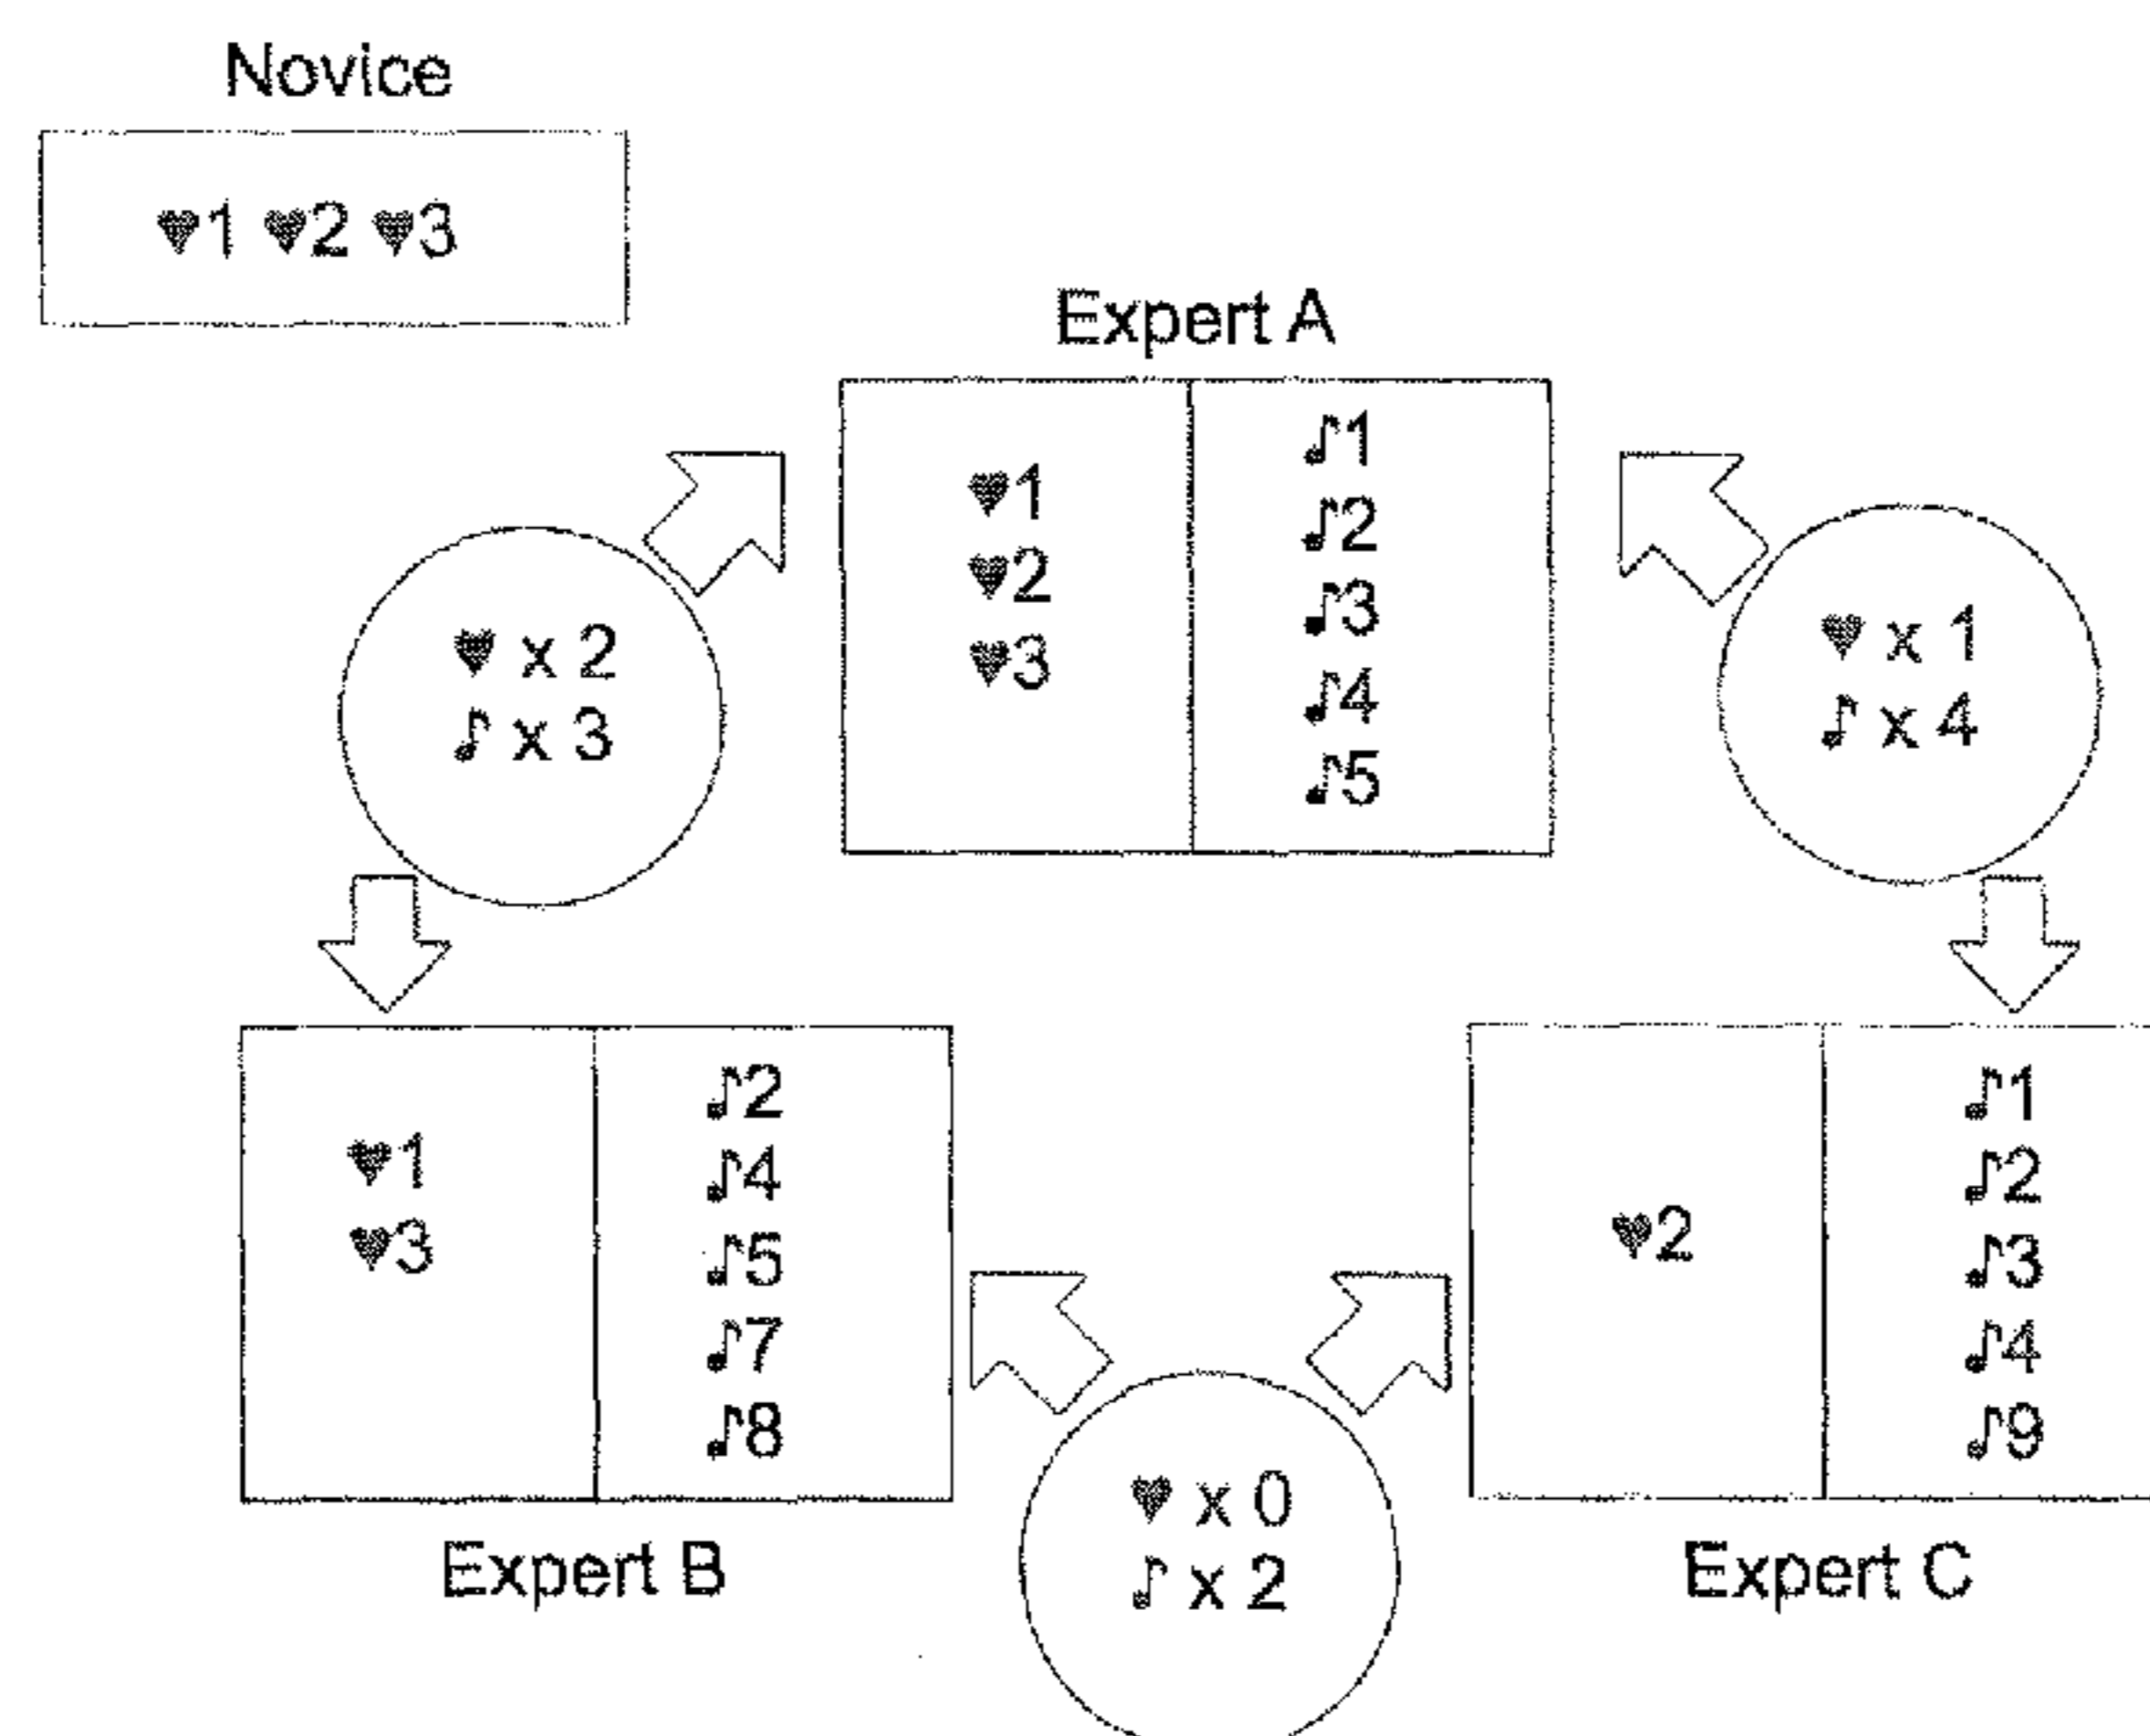 Novice
♥1 ♥2 ♥3
Expert A
♥1
♥2
♥3
♪1
♪2
♪3
♪4
♪5
♥ x 2
♪ x 3
♥ x 1
♪ x 4
♥1
♥3
♪2
♪4
♪5
♪7
♪8
Expert B
♥2
♪1
♪2
♪3
♪4
♪9
Expert C
♥ x 0
♪ x 2